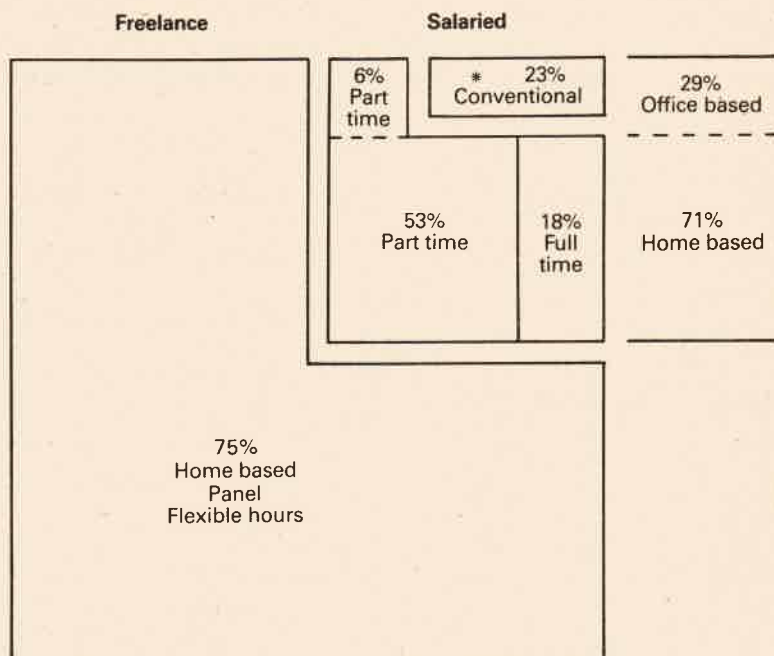 Freelance
Salaried
6%
Part
time
* 23%
Conventional
29%
Office based
53%
Part time
18%
Full
time
71%
Home based
75%
Home based
Panel
Flexible hours